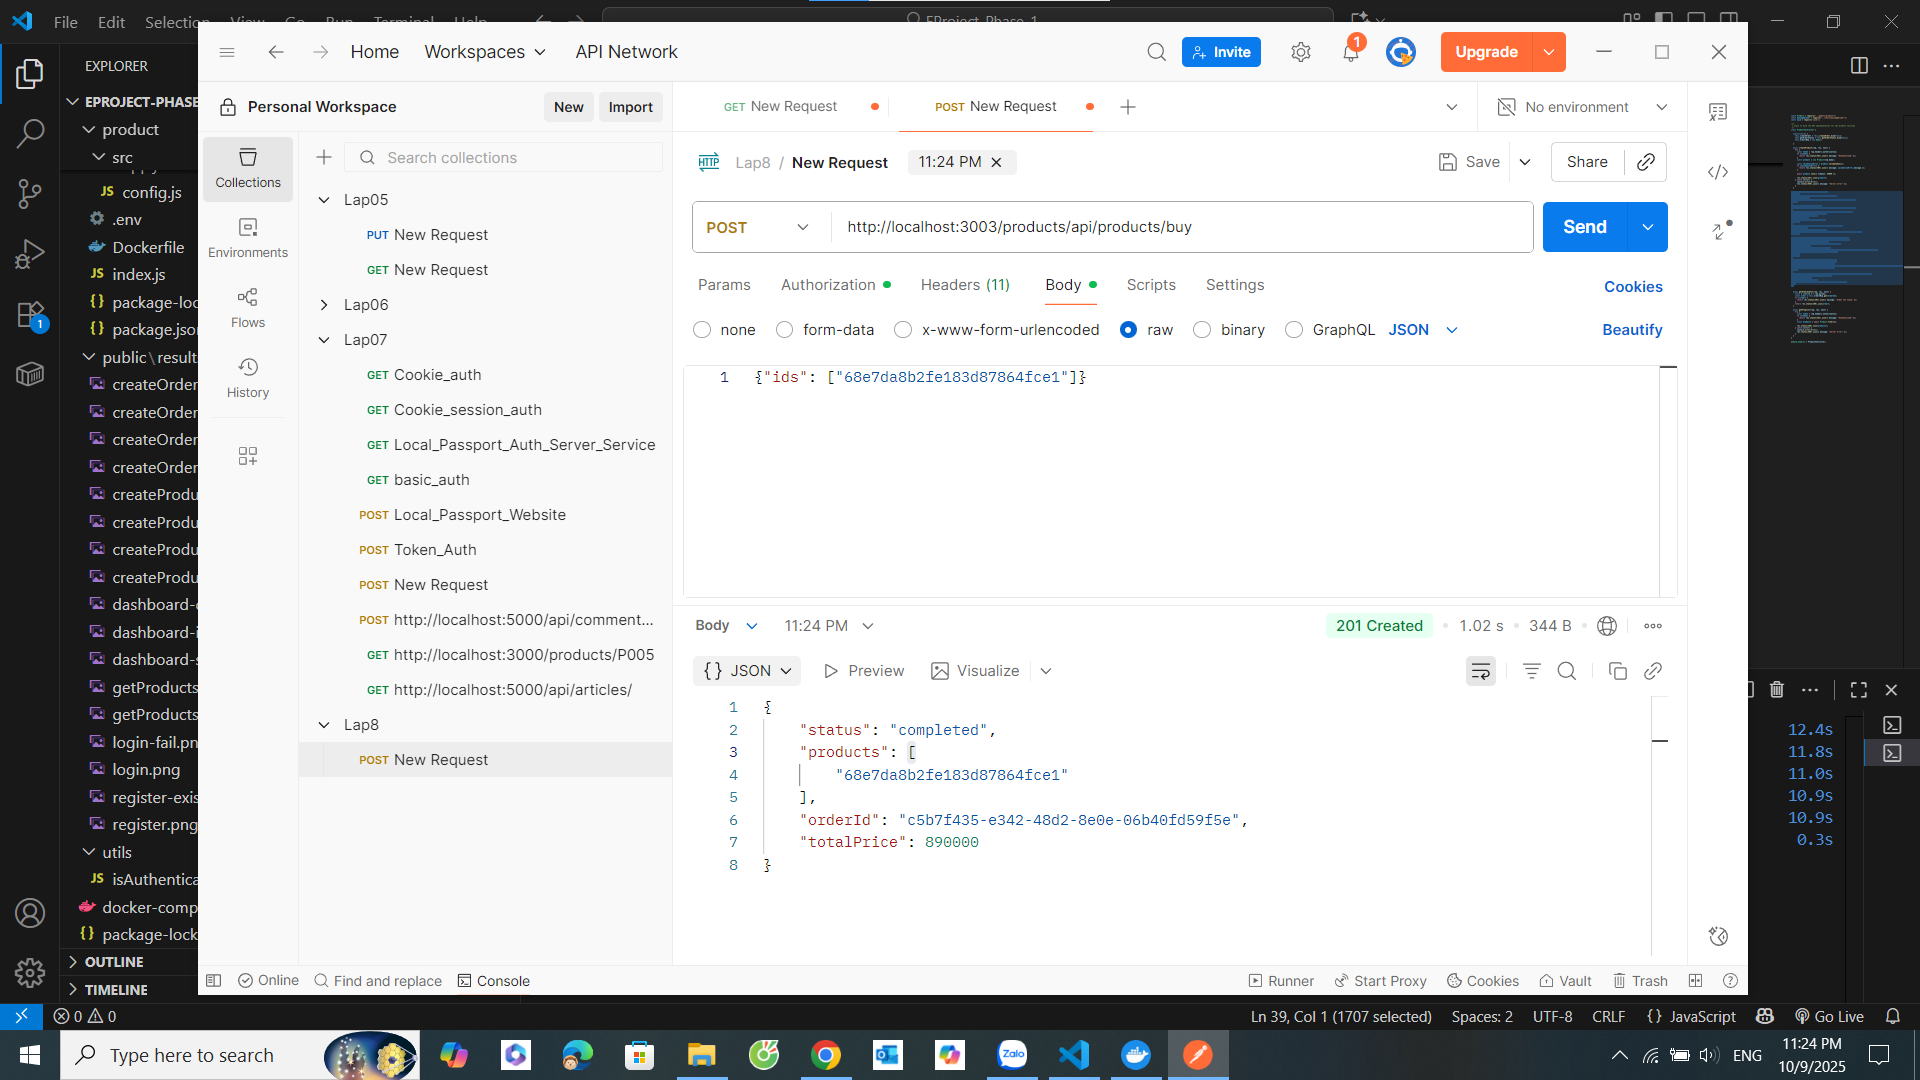 File Edit Selection View Go Run Terminal Help EProject-Phase-1
Home Workspaces API Network Invite 1 Upgrade
EXPLORER
EPROJECT-PHASE
product
src
config.js
.env
Dockerfile
index.js
package-loc
package.json
public\result
createOrder
createOrder
createOrder
createOrder
createProdu
createProdu
createProdu
createProdu
dashboard-
dashboard-i
dashboard-s
getProducts
getProducts
login-fail.pn
login.png
register-exis
register.png
utils
isAuthentica
docker-comp
package-lock
OUTLINE
TIMELINE
1
Personal Workspace New Import
Collections
Environments
Flows
History
Search collections
Lap05
PUT New Request
GET New Request
Lap06
Lap07
GET Cookie_auth
GET Cookie_session_auth
GET Local_Passport_Auth_Server_Service
GET basic_auth
POST Local_Passport_Website
POST Token_Auth
POST New Request
POST http://localhost:5000/api/comment...
GET http://localhost:3000/products/P005
GET http://localhost:5000/api/articles/
Lap8
POST New Request
GET New Request POST New Request No environment
HTTP Lap8 / New Request 11:24 PM Save Share
POST http://localhost:3003/products/api/products/buy Send
Params Authorization Headers (11) Body Scripts Settings Cookies
none form-data x-www-form-urlencoded raw binary GraphQL JSON Beautify
1 {"ids": ["68e7da8b2fe183d87864fce1"]}
Body 11:24 PM 201 Created 1.02 s 344 B
{} JSON Preview Visualize
1 {
2 "status": "completed",
3 "products": [
4 "68e7da8b2fe183d87864fce1"
5 ],
6 "orderId": "c5b7f435-e342-48d2-8e0e-06b40fd59f5e",
7 "totalPrice": 890000
8 }
12.4s
11.8s
11.0s
10.9s
10.9s
0.3s
Online Find and replace Console Runner Start Proxy Cookies Vault Trash
0 0 Ln 39, Col 1 (1707 selected) Spaces: 2 UTF-8 CRLF {} JavaScript Go Live
Type here to search Zalo ENG 11:24 PM
10/9/2025